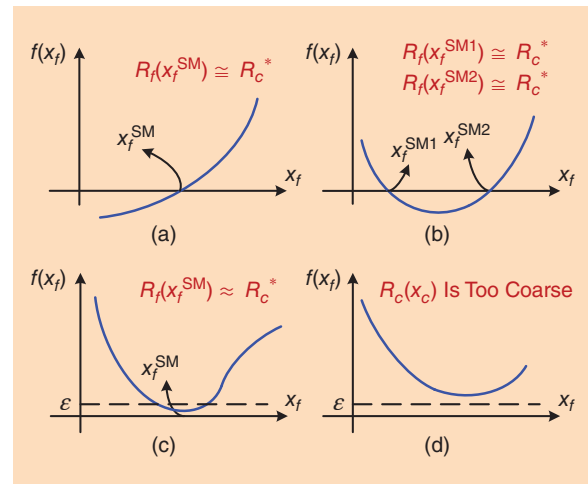 f(x_f)
R_f(x_f^SM) ≅ R_c*
x_f^SM
x_f
(a)
f(x_f)
R_f(x_f^SM1) ≅ R_c*
R_f(x_f^SM2) ≅ R_c*
x_f^SM1
x_f^SM2
x_f
(b)
f(x_f)
R_f(x_f^SM) ≈ R_c*
x_f^SM
ε
x_f
(c)
f(x_f)
R_c(x_c) Is Too Coarse
ε
x_f
(d)